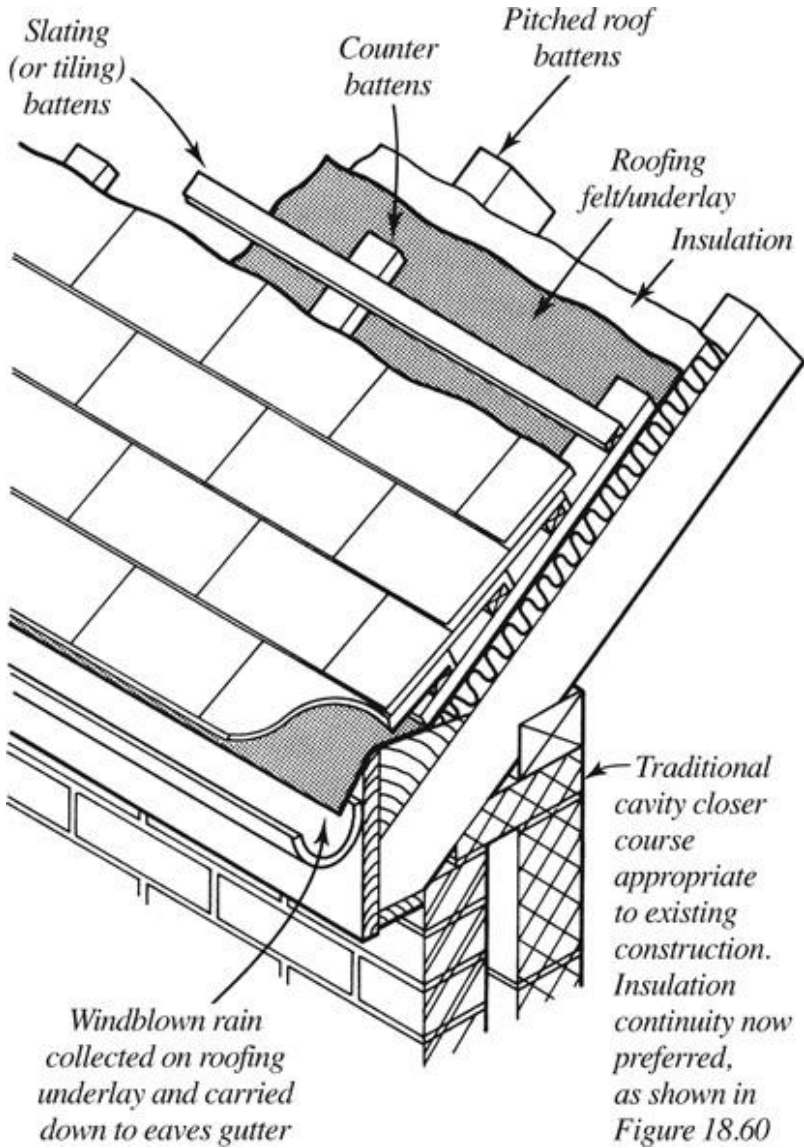 Slating
(or tiling)
battens
Counter
battens
Pitched roof
battens
Roofing
felt/underlay
Insulation
Traditional
cavity closer
course
appropriate
to existing
construction.
Insulation
continuity now
preferred,
as shown in
Figure 18.60
Windblown rain
collected on roofing
underlay and carried
down to eaves gutter